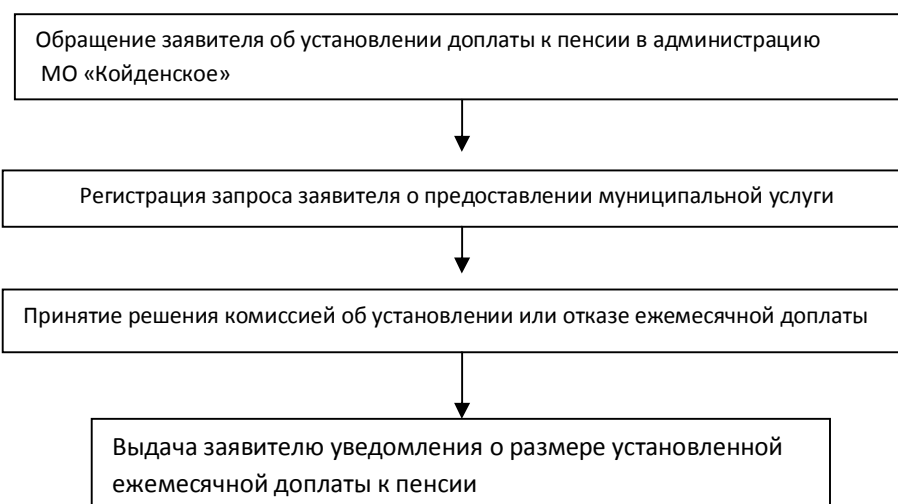 Обращение заявителя об установлении доплаты к пенсии в администрацию
МО «Койденское»
Регистрация запроса заявителя о предоставлении муниципальной услуги
Принятие решения комиссией об установлении или отказе ежемесячной доплаты
Выдача заявителю уведомления о размере установленной
ежемесячной доплаты к пенсии